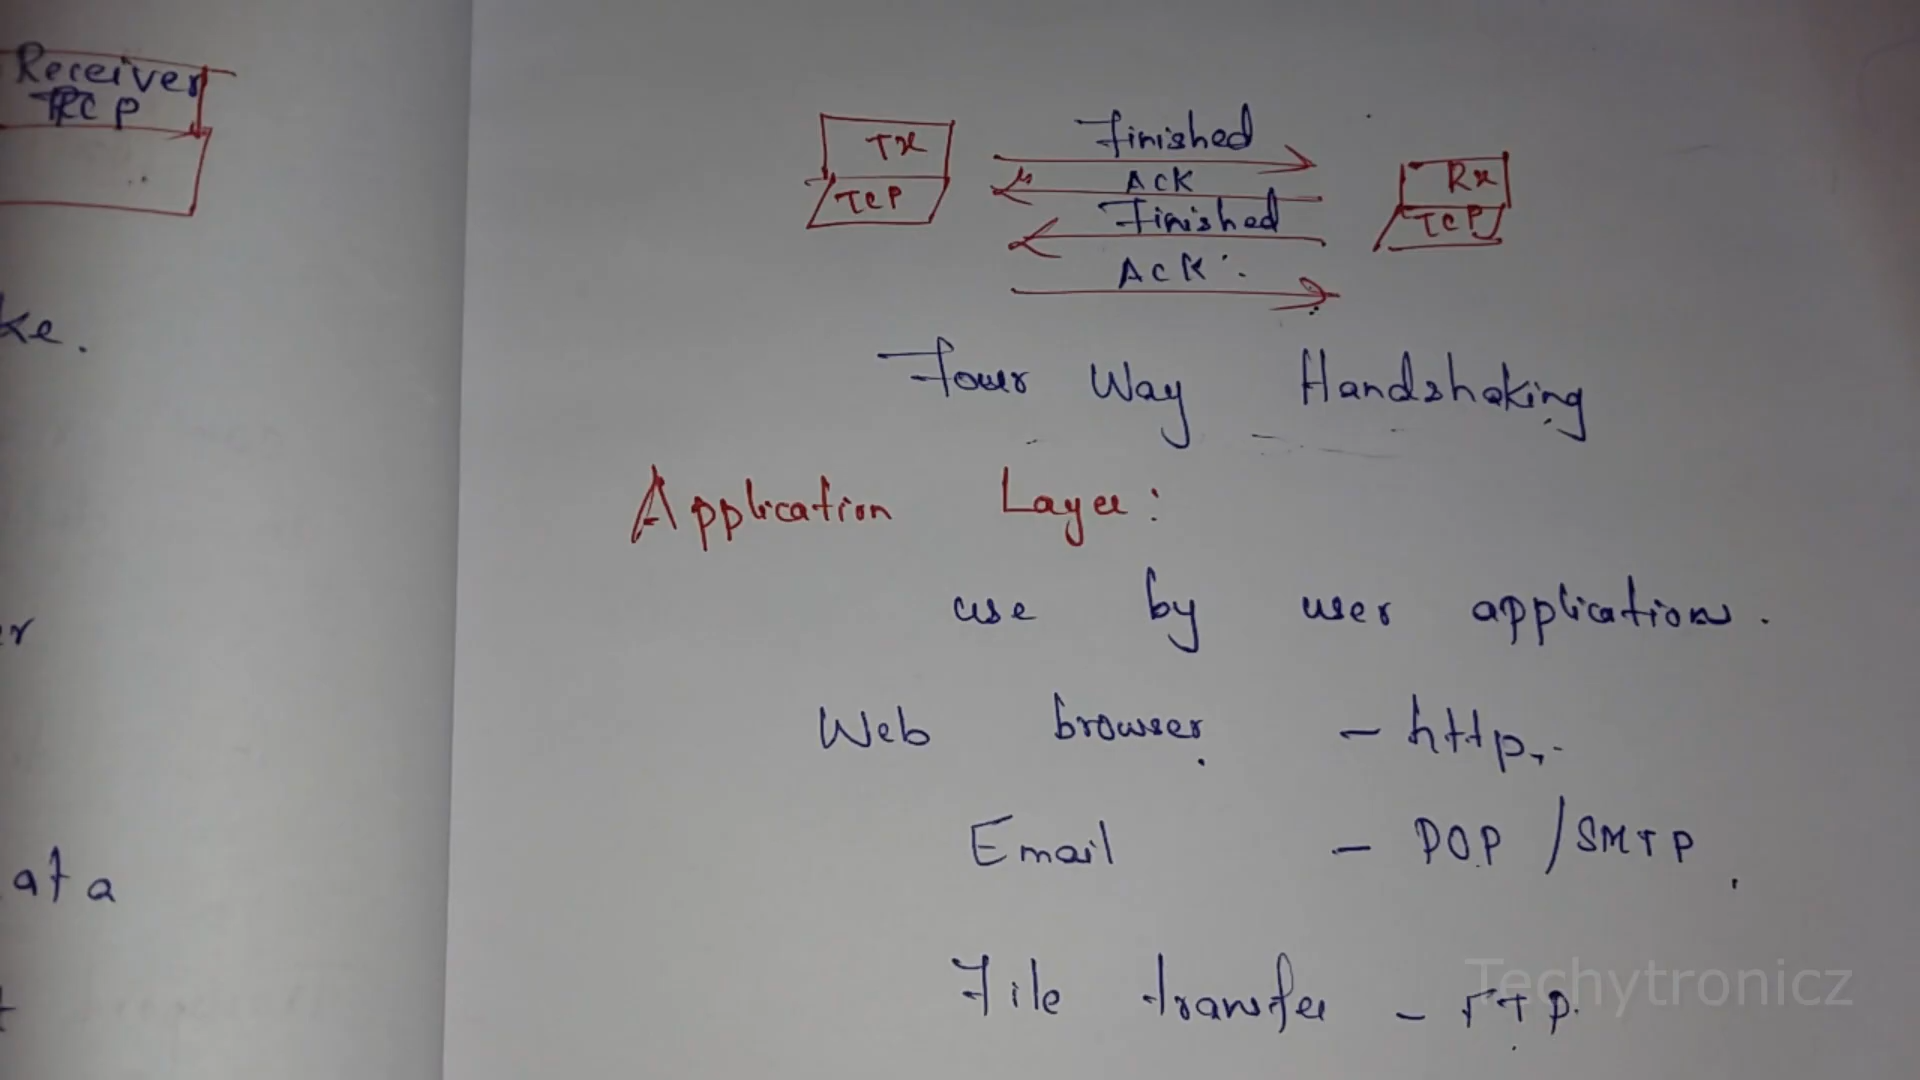 Receiver
TCP
ke.
er
ata
Tx
TCP
Finished
ACK
Finished
ACK
Rx
TCP
Four Way Handshaking
Application Layer:
use by user application.
Web browser - http,
Email - POP / SMTP
File transfer - FTP.
Techytronicz